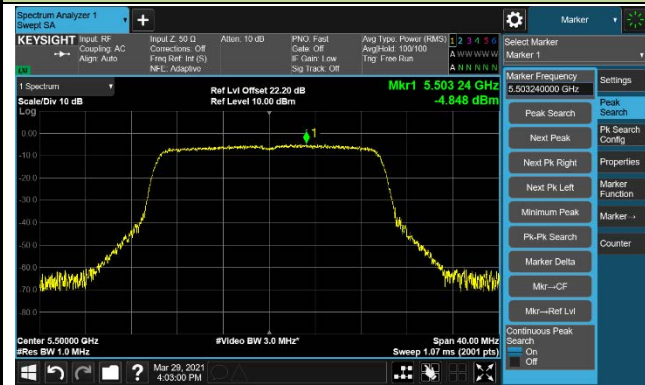 Spectrum Analyzer 1
Swept SA
Marker
KEYSIGHT
Input: RF
Coupling: AC
Align: Auto
Input Z: 50 Ω
Corrections: Off
Freq Ref: Int (S)
NFE: Adaptive
Atten: 10 dB
PNO: Fast
Gate: Off
IF Gain: Low
Sig Track: Off
Avg Type: Power (RMS)
Avg|Hold: 100/100
Trig: Free Run
1 2 3 4 5 6
A W W W W W
A N N N N N
LVI
Select Marker
Marker 1
1 Spectrum
Scale/Div 10 dB
Log
Ref Lvl Offset 22.20 dB
Ref Level 10.00 dBm
Mkr1 5.503 24 GHz
-4.848 dBm
Marker Frequency
5.503240000 GHz
Settings
Peak Search
Peak Search
Next Peak
Pk Search Config
Next Pk Right
Properties
Next Pk Left
Marker Function
Minimum Peak
Marker→
Pk-Pk Search
Counter
Marker Delta
Mkr→CF
Mkr→Ref Lvl
Continuous Peak Search
On
Off
0.00
-10.0
-20.0
-30.0
-40.0
-50.0
-60.0
-70.0
-80.0
1
Center 5.50000 GHz
#Res BW 1.0 MHz
#Video BW 3.0 MHz*
Span 40.00 MHz
Sweep 1.07 ms (2001 pts)
?
Mar 29, 2021
4:03:00 PM